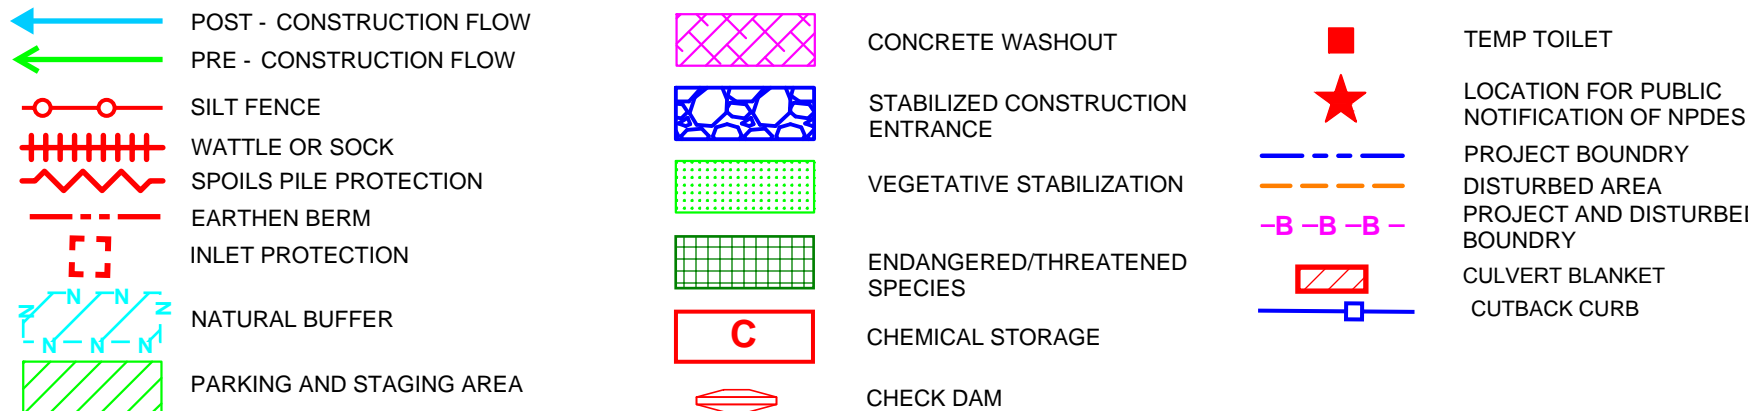 POST - CONSTRUCTION FLOW
PRE - CONSTRUCTION FLOW
SILT FENCE
WATTLE OR SOCK
SPOILS PILE PROTECTION
EARTHEN BERM
INLET PROTECTION
N N
N N
N N N
NATURAL BUFFER
PARKING AND STAGING AREA
CONCRETE WASHOUT
STABILIZED CONSTRUCTION
ENTRANCE
VEGETATIVE STABILIZATION
ENDANGERED/THREATENED
SPECIES
C
CHEMICAL STORAGE
CHECK DAM
TEMP TOILET
LOCATION FOR PUBLIC
NOTIFICATION OF NPDES
PROJECT BOUNDRY
DISTURBED AREA
B B B
PROJECT AND DISTURBED
BOUNDRY
CULVERT BLANKET
CUTBACK CURB